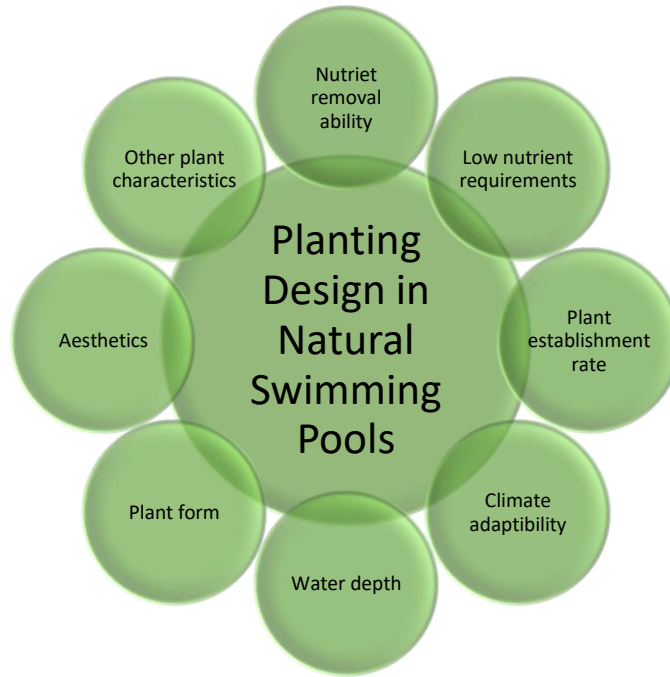 Nutriet
removal
ability
Low nutrient
requirements
Plant
establishment
rate
Climate
adaptibility
Water depth
Plant form
Aesthetics
Other plant
characteristics
Planting
Design in
Natural
Swimming
Pools